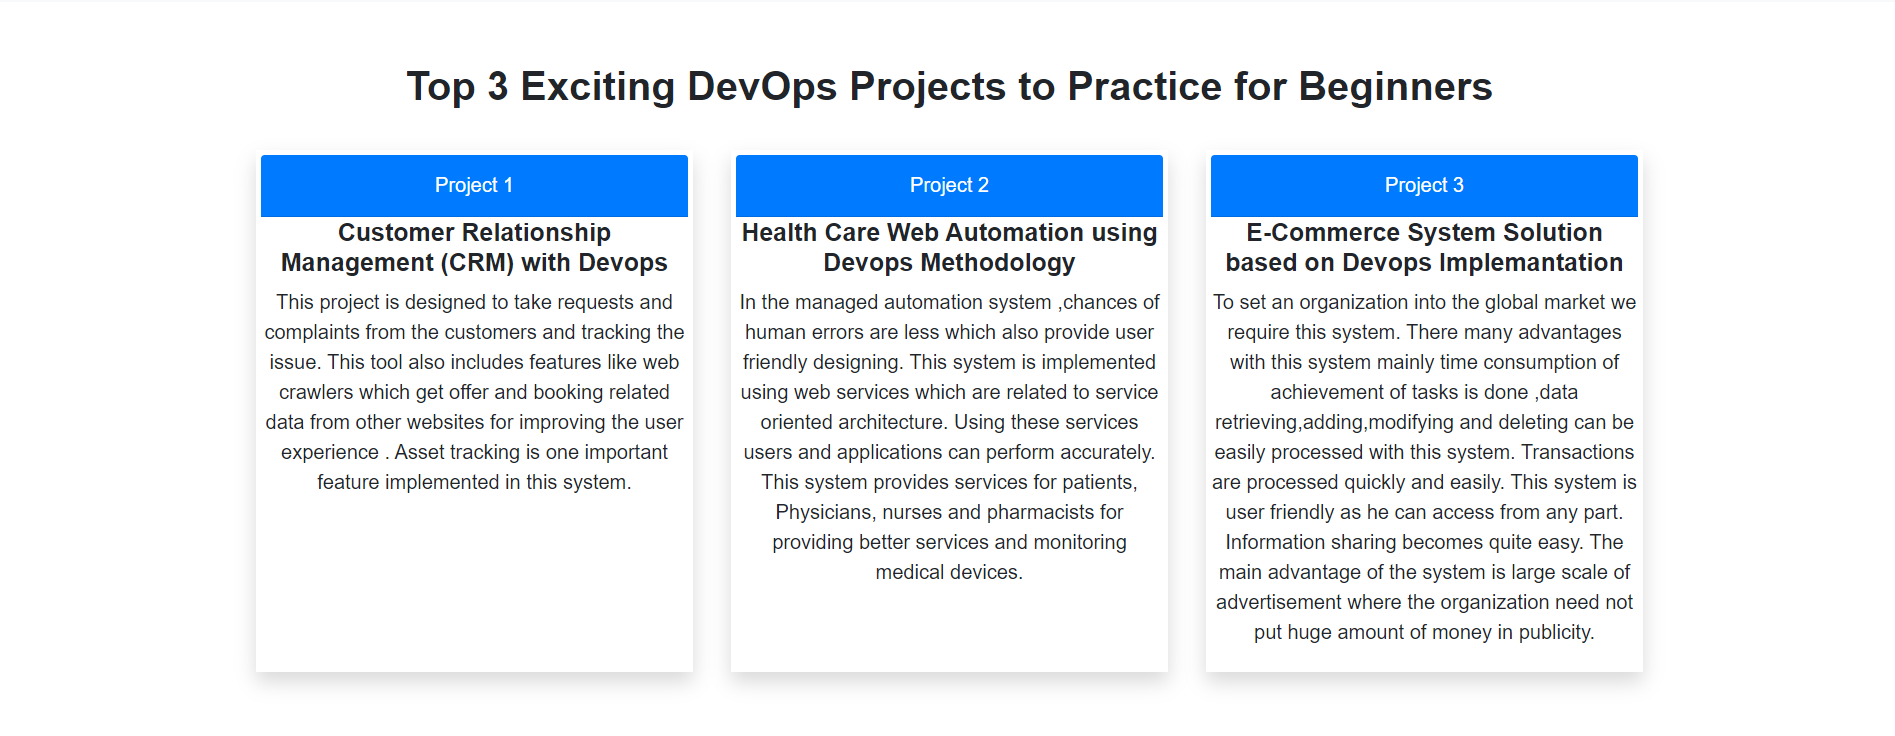 Top 3 Exciting DevOps Projects to Practice for Beginners
Project 1
Customer Relationship
Management (CRM) with Devops
This project is designed to take requests and
complaints from the customers and tracking the
issue. This tool also includes features like web
crawlers which get offer and booking related
data from other websites for improving the user
experience . Asset tracking is one important
feature implemented in this system.
Project 2
Health Care Web Automation using
Devops Methodology
In the managed automation system ,chances of
human errors are less which also provide user
friendly designing. This system is implemented
using web services which are related to service
oriented architecture. Using these services
users and applications can perform accurately.
This system provides services for patients,
Physicians, nurses and pharmacists for
providing better services and monitoring
medical devices.
Project 3
E-Commerce System Solution
based on Devops Implemantation
To set an organization into the global market we
require this system. There many advantages
with this system mainly time consumption of
achievement of tasks is done ,data
retrieving,adding,modifying and deleting can be
easily processed with this system. Transactions
are processed quickly and easily. This system is
user friendly as he can access from any part.
Information sharing becomes quite easy. The
main advantage of the system is large scale of
advertisement where the organization need not
put huge amount of money in publicity.